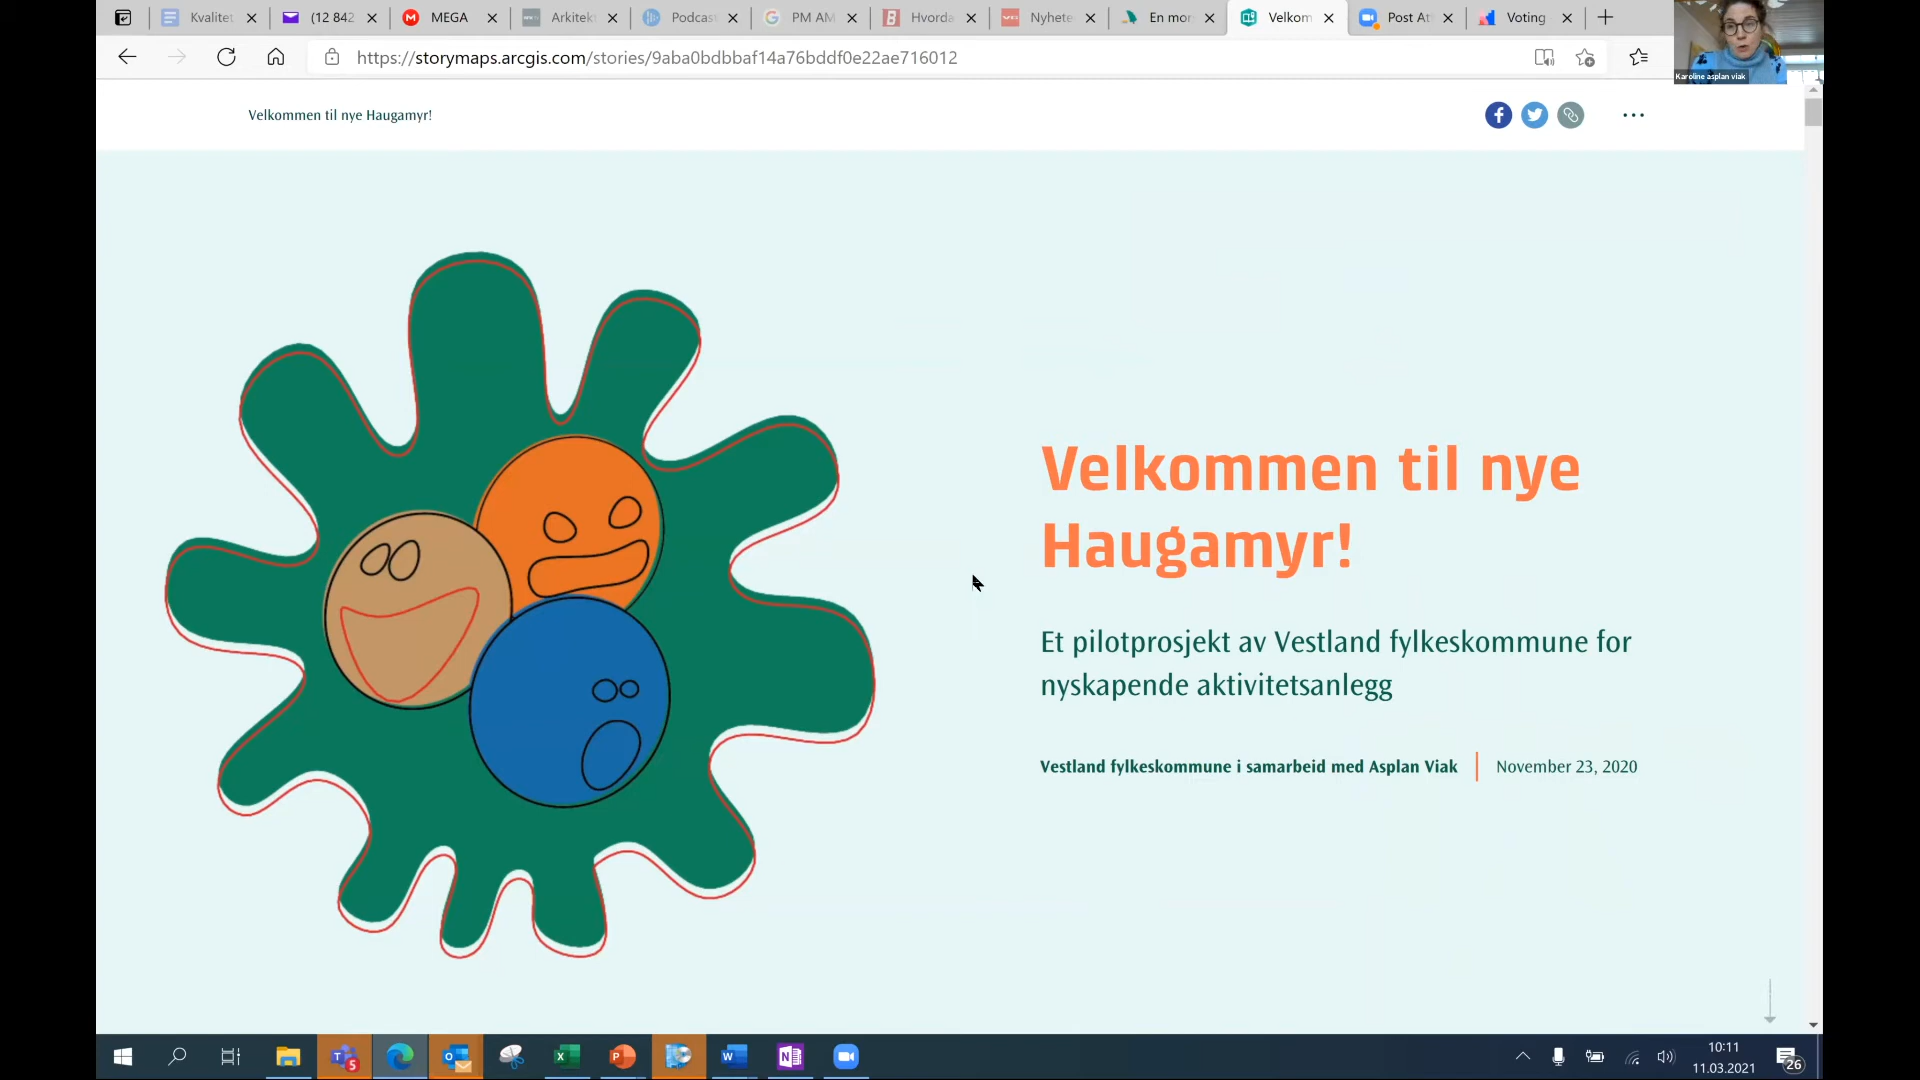 Kvalitet
(12 842
MEGA
Arkitek
Podcas
PM AM
Hvorda
Nyhete
En mor
Velkom
Post At
Voting
https://storymaps.arcgis.com/stories/9aba0bdbbaf14a76bddf0e22ae716012
Karoline asplan viak
Velkommen til nye Haugamyr!
Velkommen til nye
Haugamyr!
Et pilotprosjekt av Vestland fylkeskommune for
nyskapende aktivitetsanlegg
Vestland fylkeskommune i samarbeid med Asplan Viak
November 23, 2020
5
10:11
11.03.2021
26